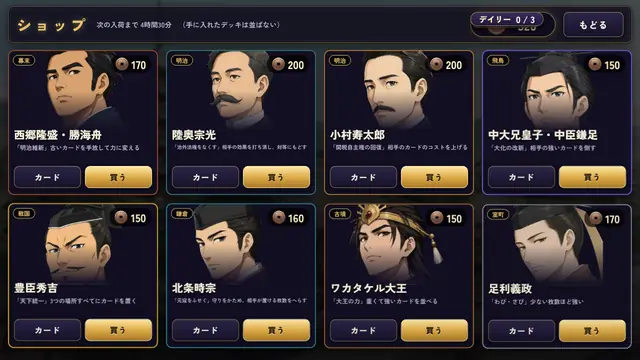 ショップ 次の入荷まで 4時間30分 （手に入れたデッキは並ばない）
デイリー 0 / 3
もどる
幕末 170
西郷隆盛・勝海舟
「明治維新」古いカードを手放して力に変える
カード 買う
明治 200
陸奥宗光
「治外法権をなくす」相手の効果を打ち消し、対等にもどす
カード 買う
明治 200
小村寿太郎
「関税自主権の回復」相手のカードのコストを上げる
カード 買う
飛鳥 150
中大兄皇子・中臣鎌足
「大化の改新」相手の強いカードを倒す
カード 買う
戦国 150
豊臣秀吉
「天下統一」3つの場所すべてにカードを置く
カード 買う
鎌倉 160
北条時宗
「元寇をふせぐ」守りをかため、相手が置ける枚数をへらす
カード 買う
古墳 150
ワカタケル大王
「大王の力」重くて強いカードを並べる
カード 買う
室町 170
足利義政
「わび・さび」少ない枚数ほど強い
カード 買う